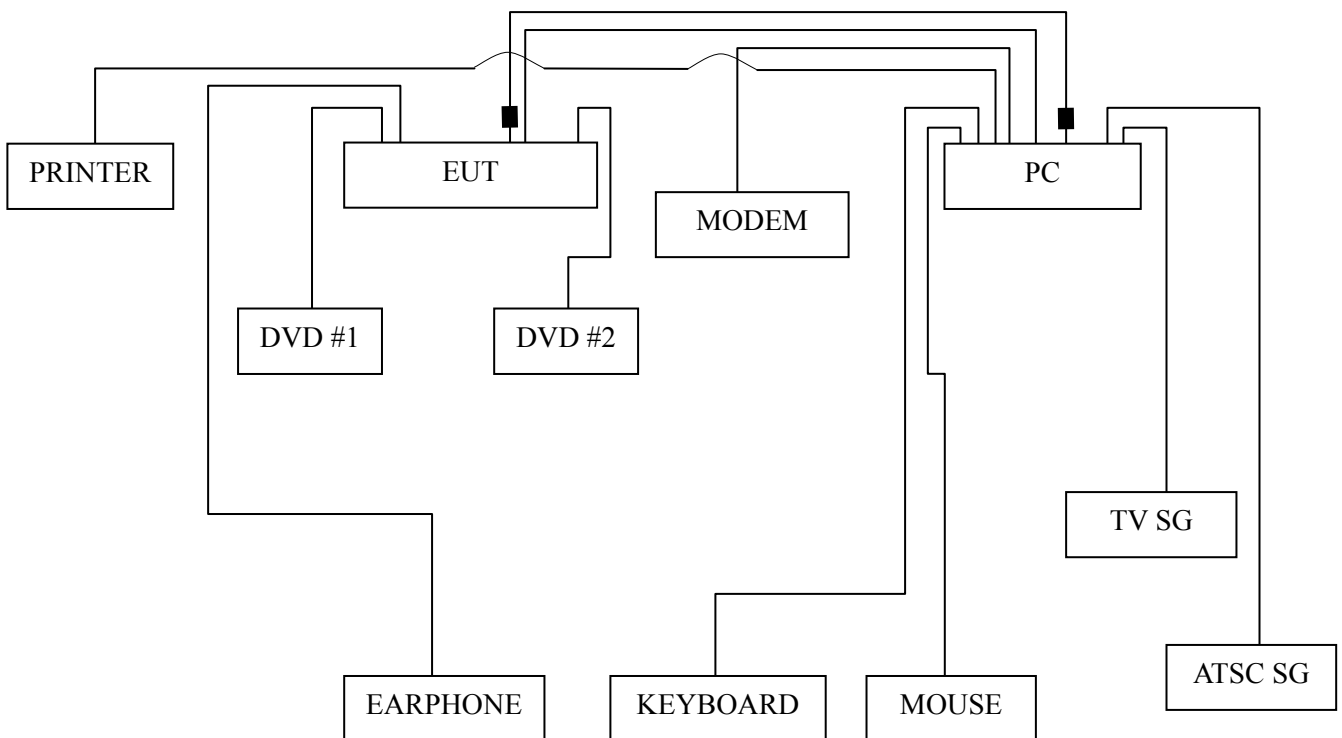 PRINTER
EUT
PC
MODEM
DVD #1
DVD #2
TV SG
ATSC SG
EARPHONE
KEYBOARD
MOUSE